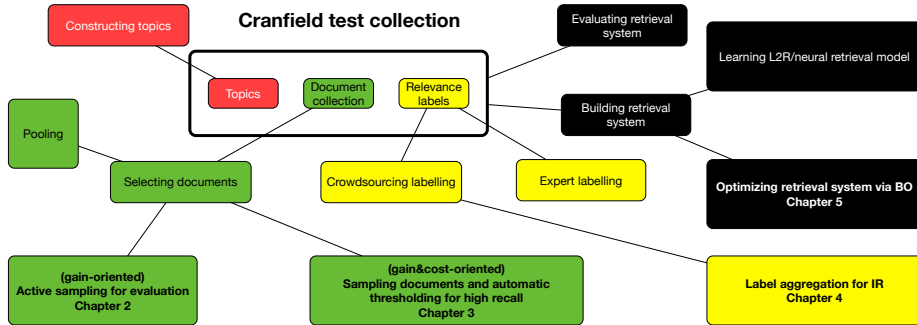 Cranfield test collection
Constructing topics
Evaluating retrieval
system
Learning L2R/neural retrieval model
Topics
Document
collection
Relevance
labels
Building retrieval
system
Pooling
Selecting documents
Crowdsourcing labelling
Expert labelling
Optimizing retrieval system via BO
Chapter 5
(gain-oriented)
Active sampling for evaluation
Chapter 2
(gain&cost-oriented)
Sampling documents and automatic
thresholding for high recall
Chapter 3
Label aggregation for IR
Chapter 4